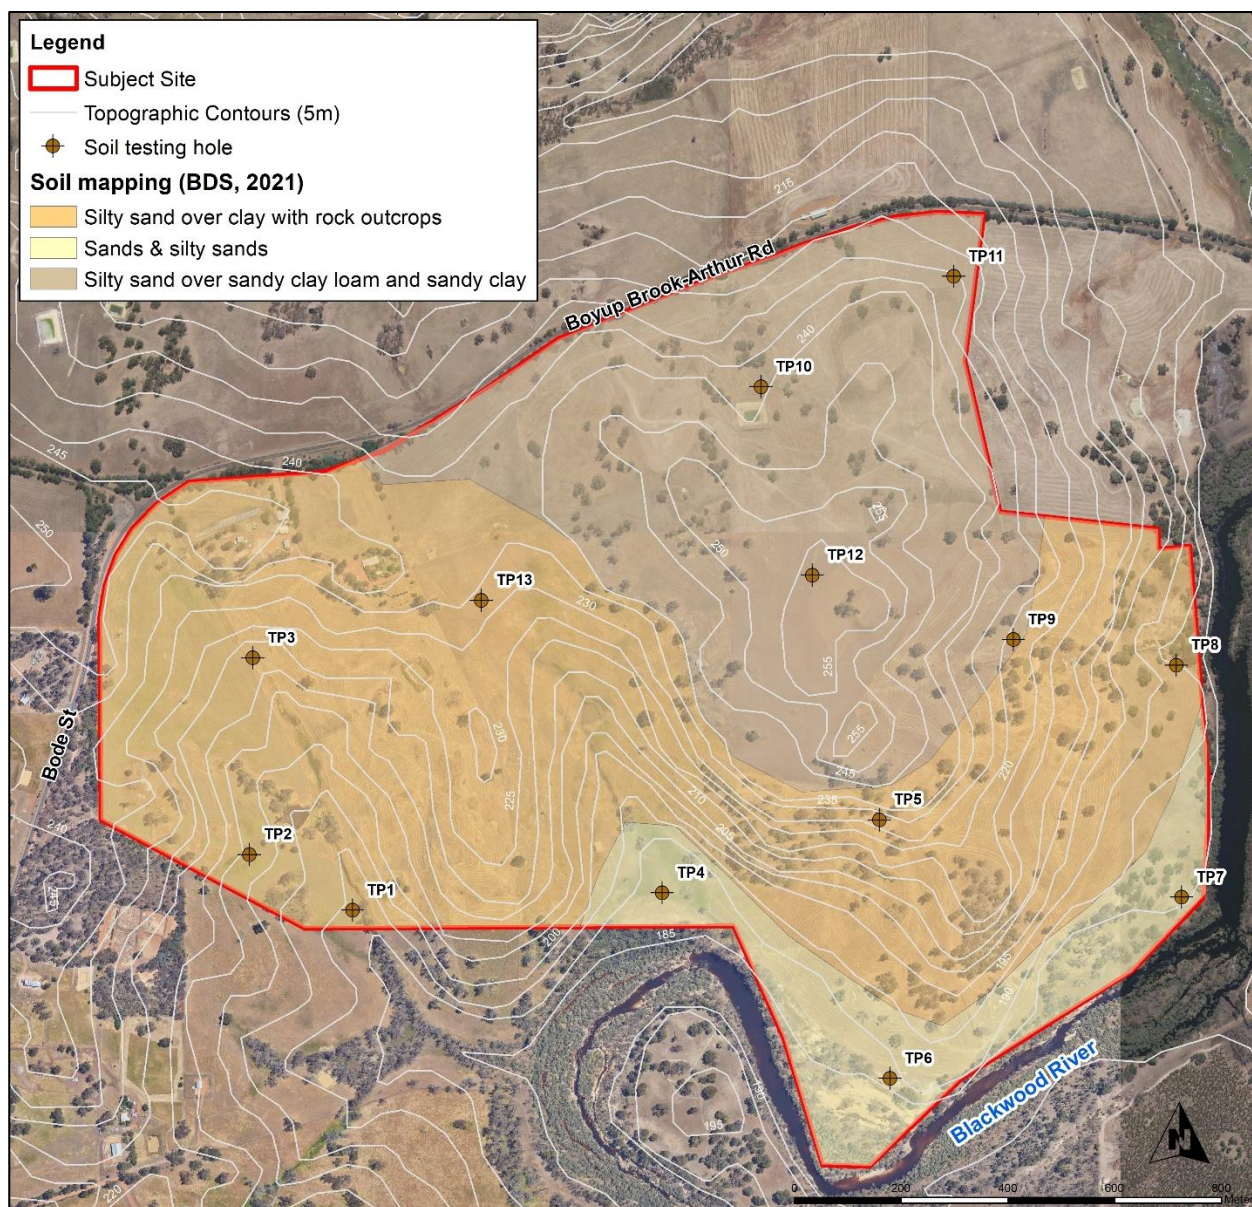 Legend
Subject Site
Topographic Contours (5m)
Soil testing hole
Soil mapping (BDS, 2021)
Silty sand over clay with rock outcrops
Sands & silty sands
Silty sand over sandy clay loam and sandy clay
215
TP11
Boyup Brook-Arthur Rd
240
TP10
245
240
265
250
250
TP12
TP13
230
TP9
TP3
TP8
255
Bode St
230
255
220
245
225
210
235
TP5
240
205
TP2
TP4
TP7
TP1
200
185
195
190
TP6
190
Blackwood River
195
N
220
0 200 400 600 800